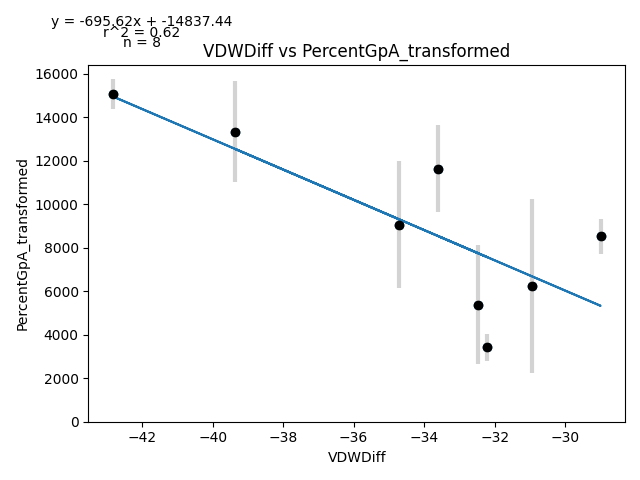 y = -695.62x + -14837.44
r^2 = 0.62
n = 8
VDWDiff vs PercentGpA_transformed
16000
14000
12000
10000
8000
6000
4000
2000
0
PercentGpA_transformed
−42
−40
−38
−36
−34
−32
−30
VDWDiff